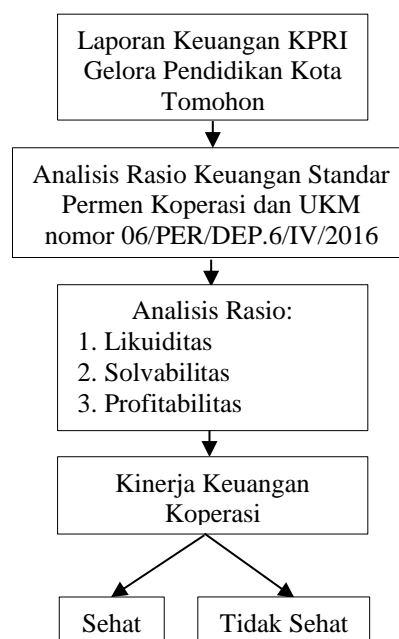 Laporan Keuangan KPRI
Gelora Pendidikan Kota
Tomohon
Analisis Rasio Keuangan Standar
Permen Koperasi dan UKM
nomor 06/PER/DEP.6/IV/2016
Analisis Rasio:
1. Likuiditas
2. Solvabilitas
3. Profitabilitas
Kinerja Keuangan
Koperasi
Sehat
Tidak Sehat